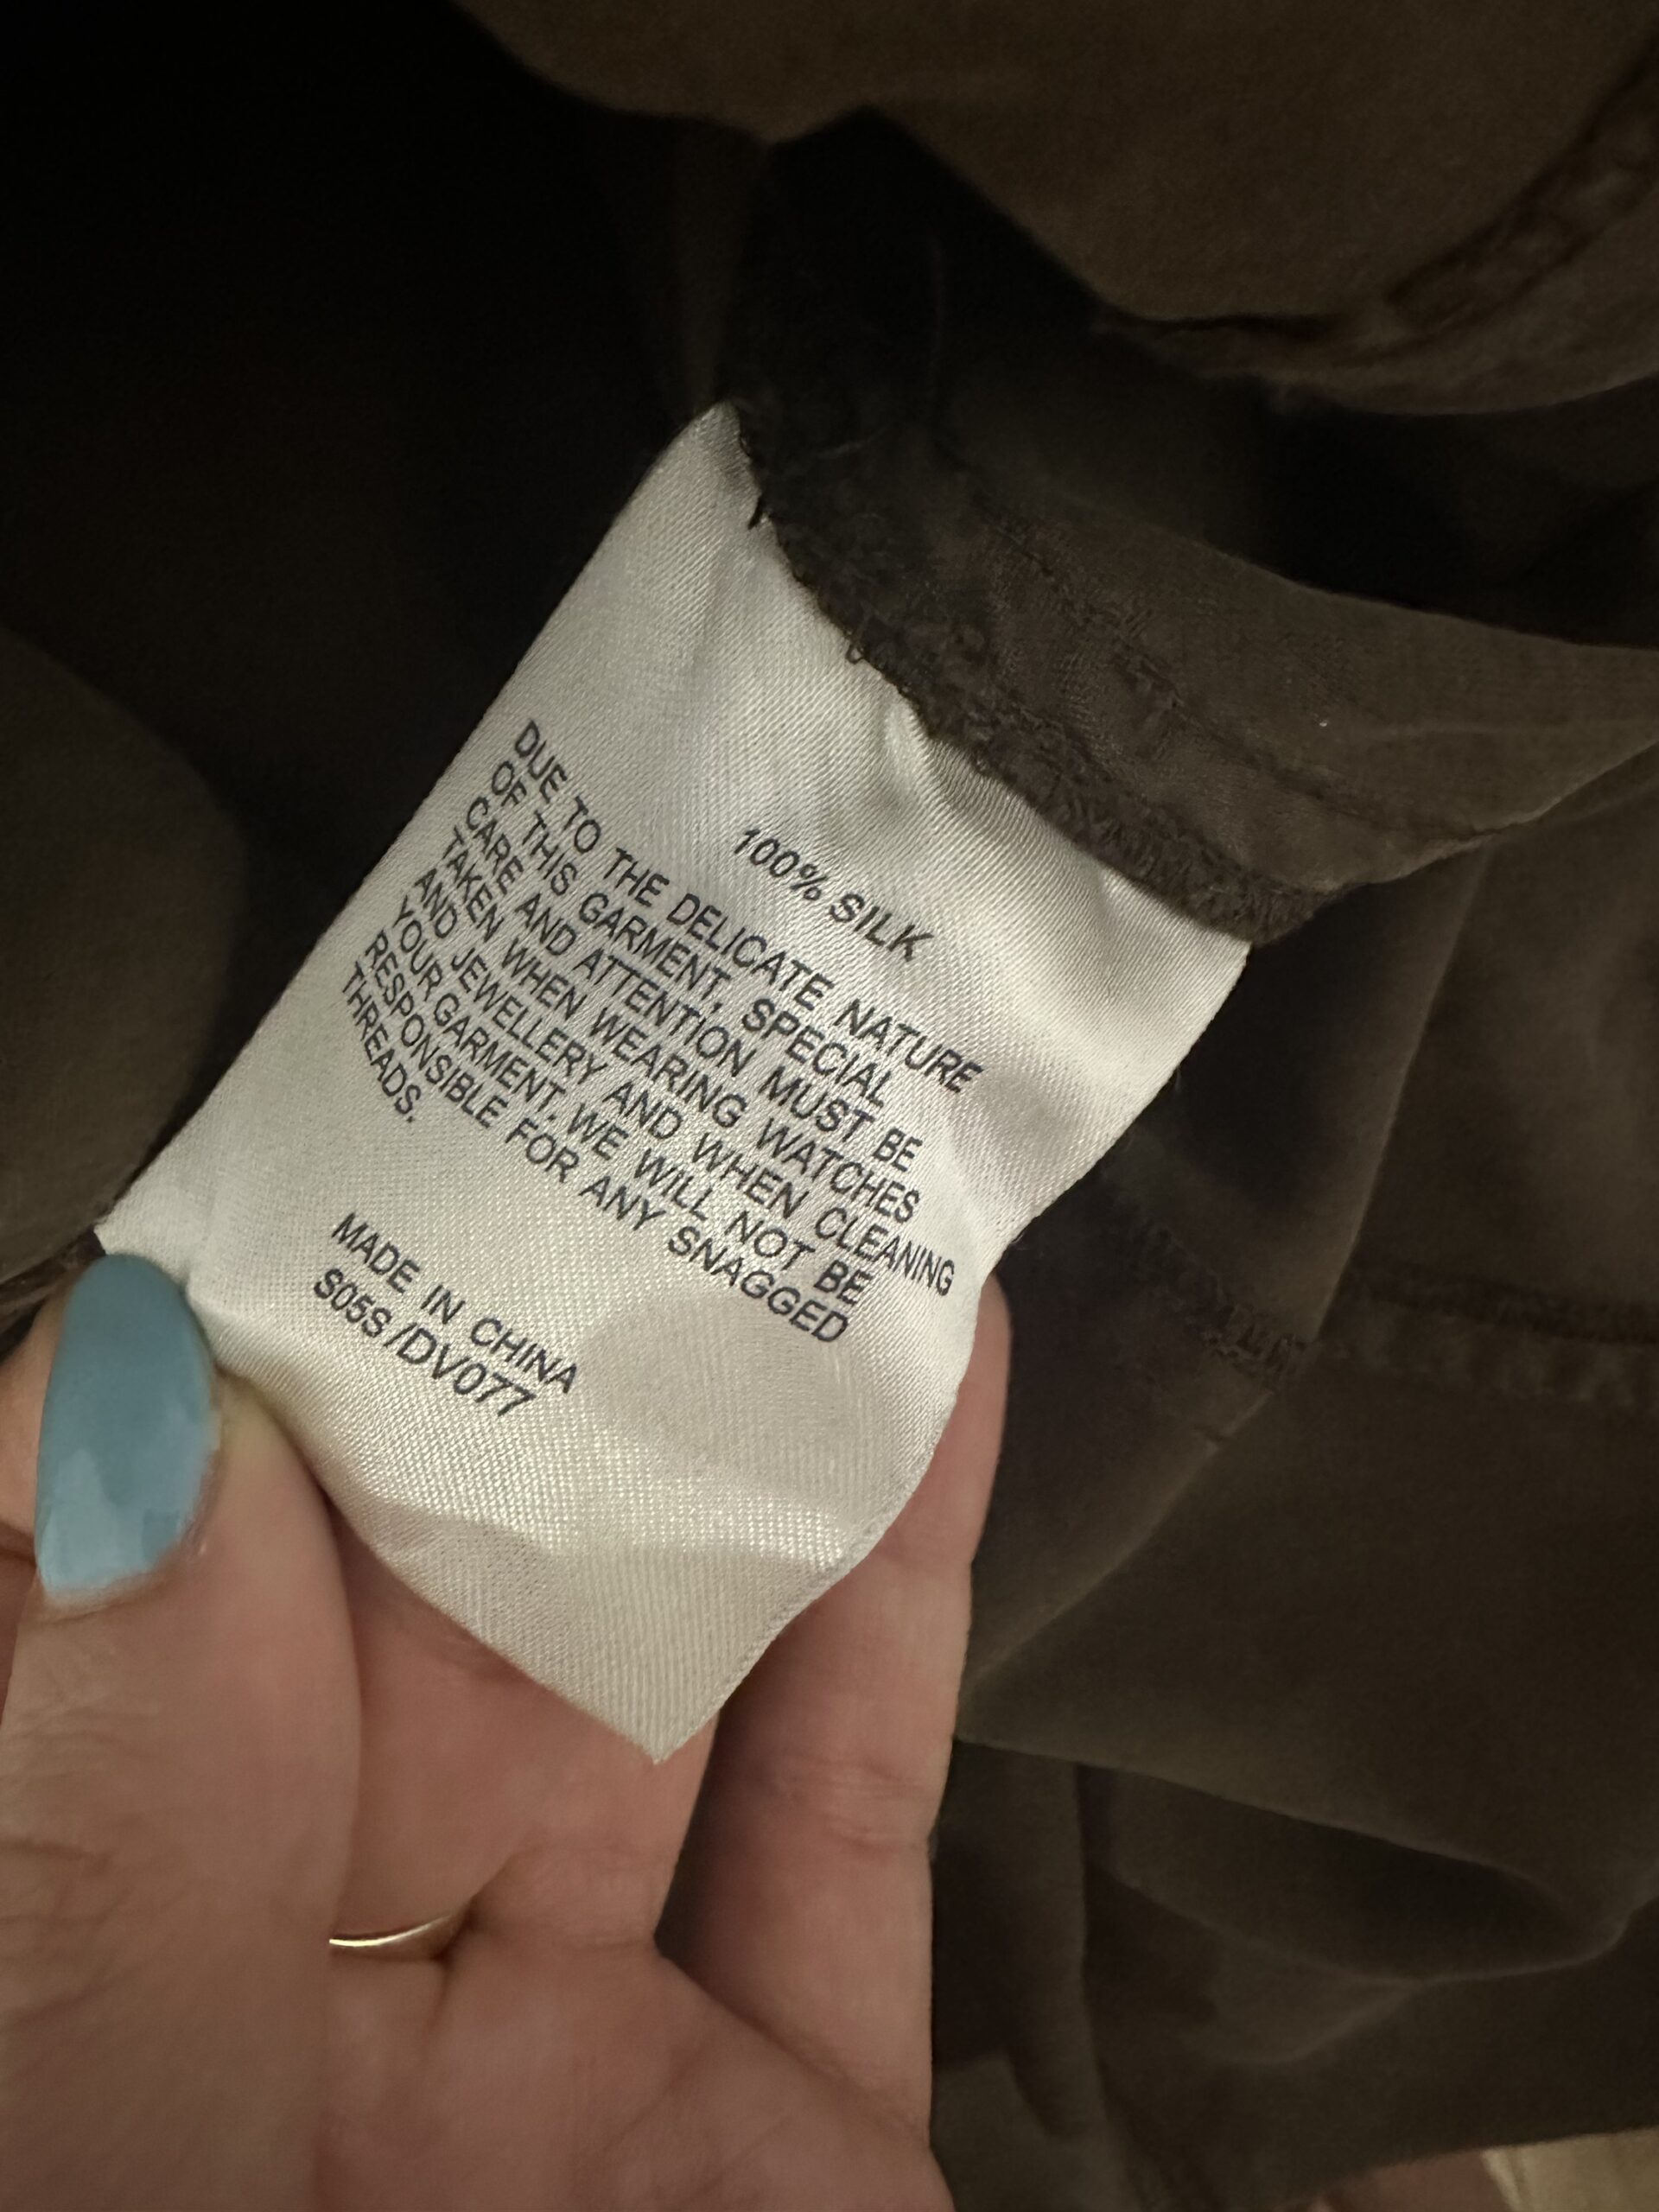 100% SILK
DUE TO THE DELICATE NATURE
OF THIS GARMENT, SPECIAL
CARE AND ATTENTION MUST BE
TAKEN WHEN WEARING WATCHES
AND JEWELLERY AND WHEN CLEANING
YOUR GARMENT. WE WILL NOT BE
RESPONSIBLE FOR ANY SNAGGED
THREADS.
MADE IN CHINA
S05S/DV077